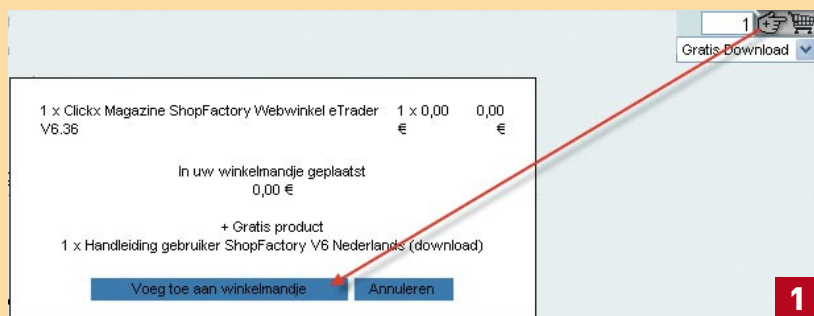 1
Gratis Download
1 x Clickx Magazine ShopFactory Webwinkel eTrader 1 x 0,00 0,00
V6.36 € €
In uw winkelmandje geplaatst
0,00 €
+ Gratis product
1 x Handleiding gebruiker ShopFactory V6 Nederlands (download)
Voeg toe aan winkelmandje Annuleren
1